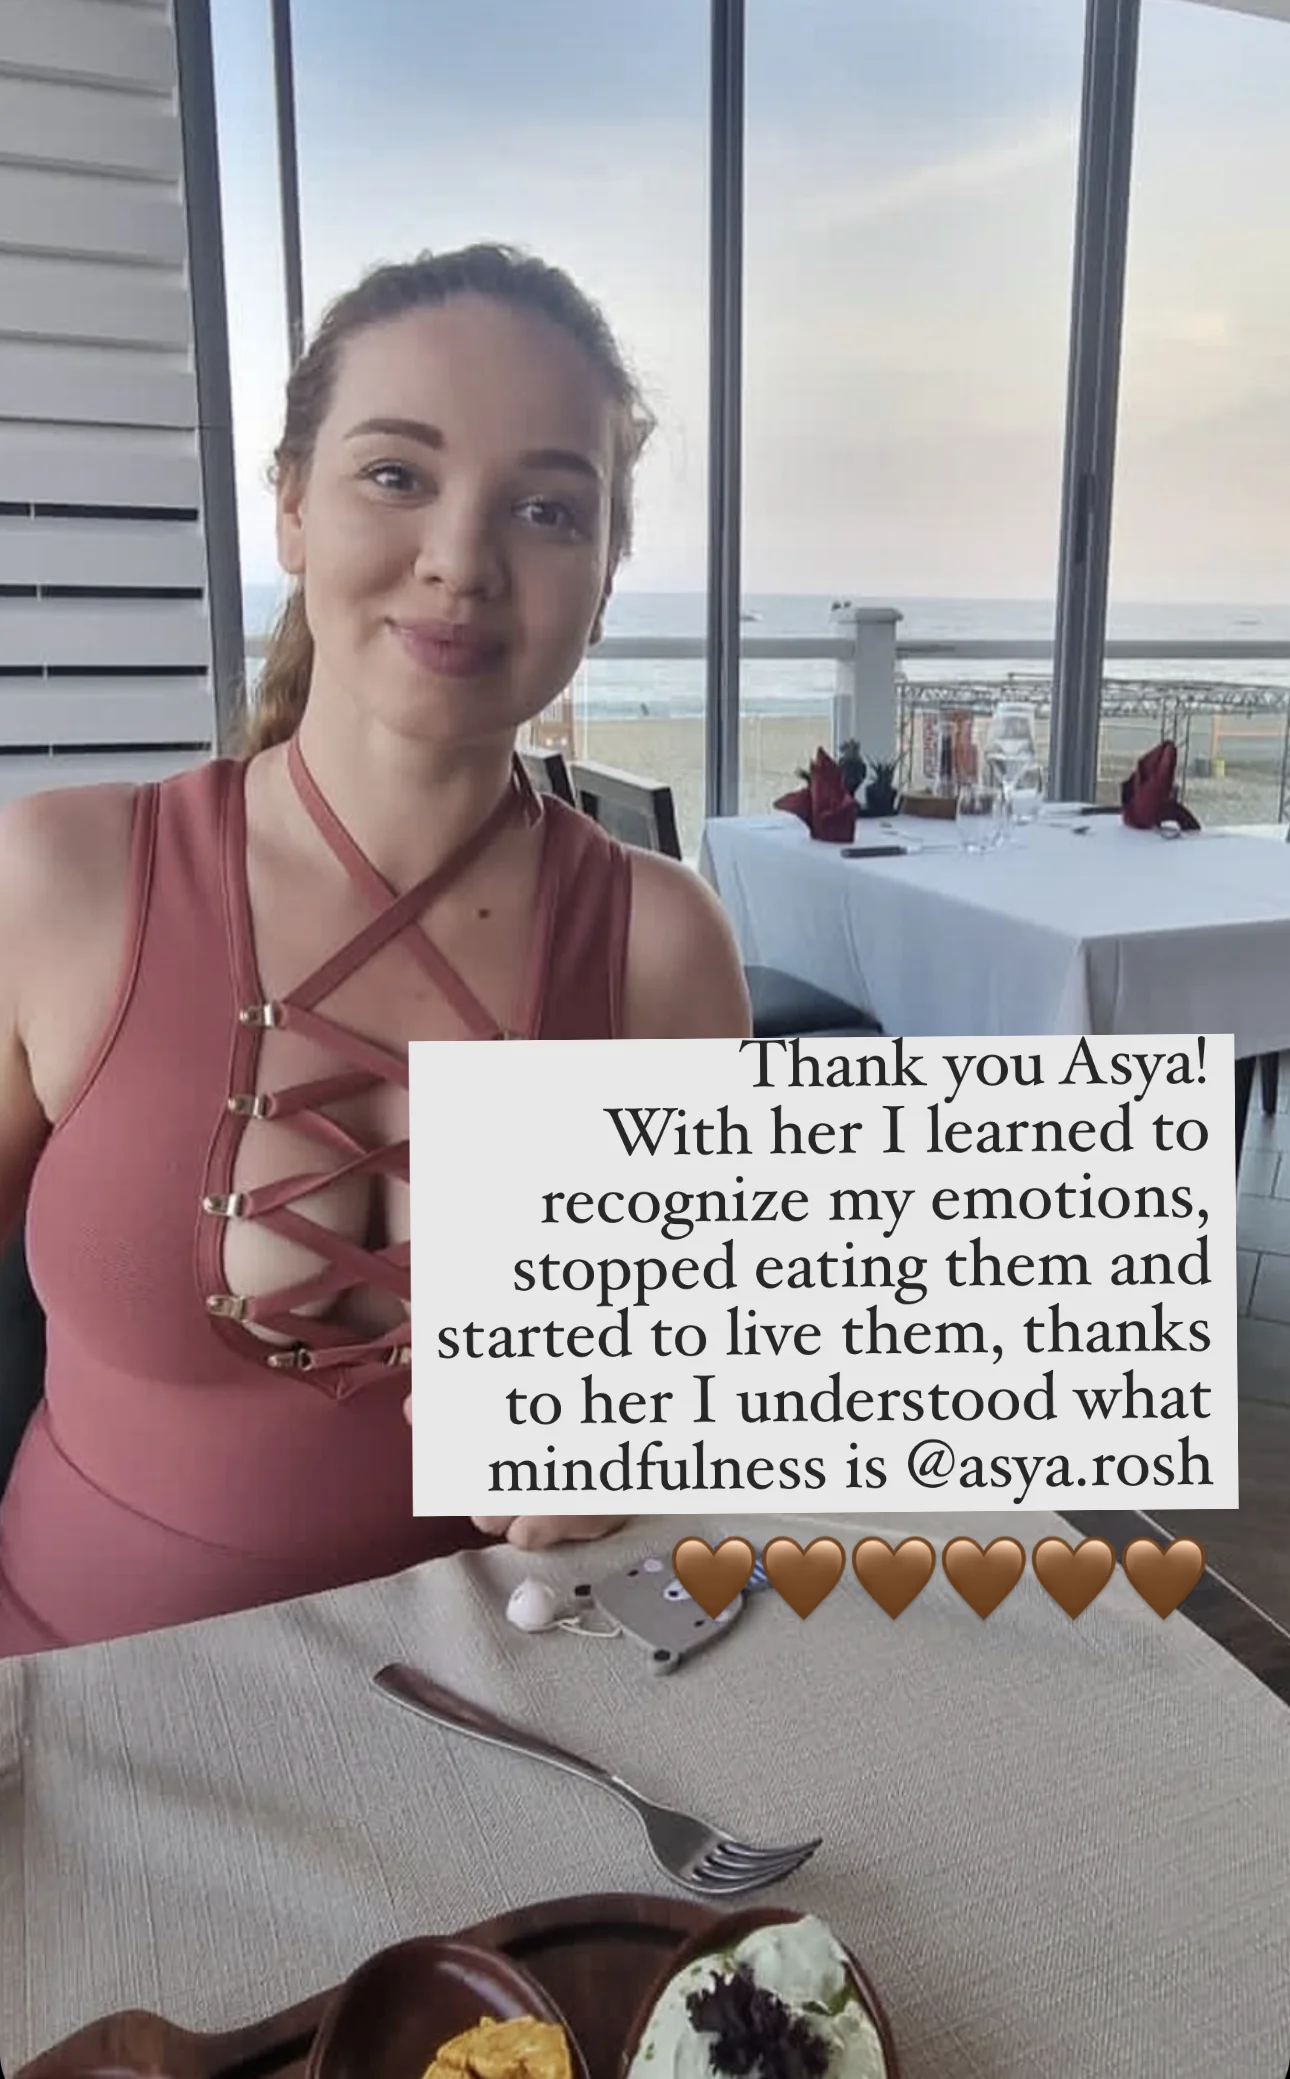 Thank you Asya!
With her I learned to
recognize my emotions,
stopped eating them and
started to live them, thanks
to her I understood what
mindfulness is @asya.rosh
🤎🤎🤎🤎🤎🤎